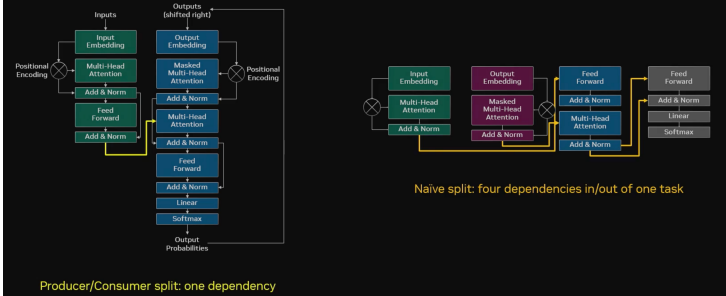 Inputs
Input
Embedding
Positional
Encoding
Multi-Head
Attention
Add & Norm
Feed
Forward
Add & Norm
Outputs
(shifted right)
Output
Embedding
Masked
Multi-Head
Attention
Positional
Encoding
Add & Norm
Multi-Head
Attention
Add & Norm
Feed
Forward
Add & Norm
Linear
Softmax
Output
Probabilities
Producer/Consumer split: one dependency
Input
Embedding
Multi-Head
Attention
Add & Norm
Output
Embedding
Masked
Multi-Head
Attention
Add & Norm
Feed
Forward
Add & Norm
Multi-Head
Attention
Add & Norm
Feed
Forward
Add & Norm
Linear
Softmax
Naïve split: four dependencies in/out of one task